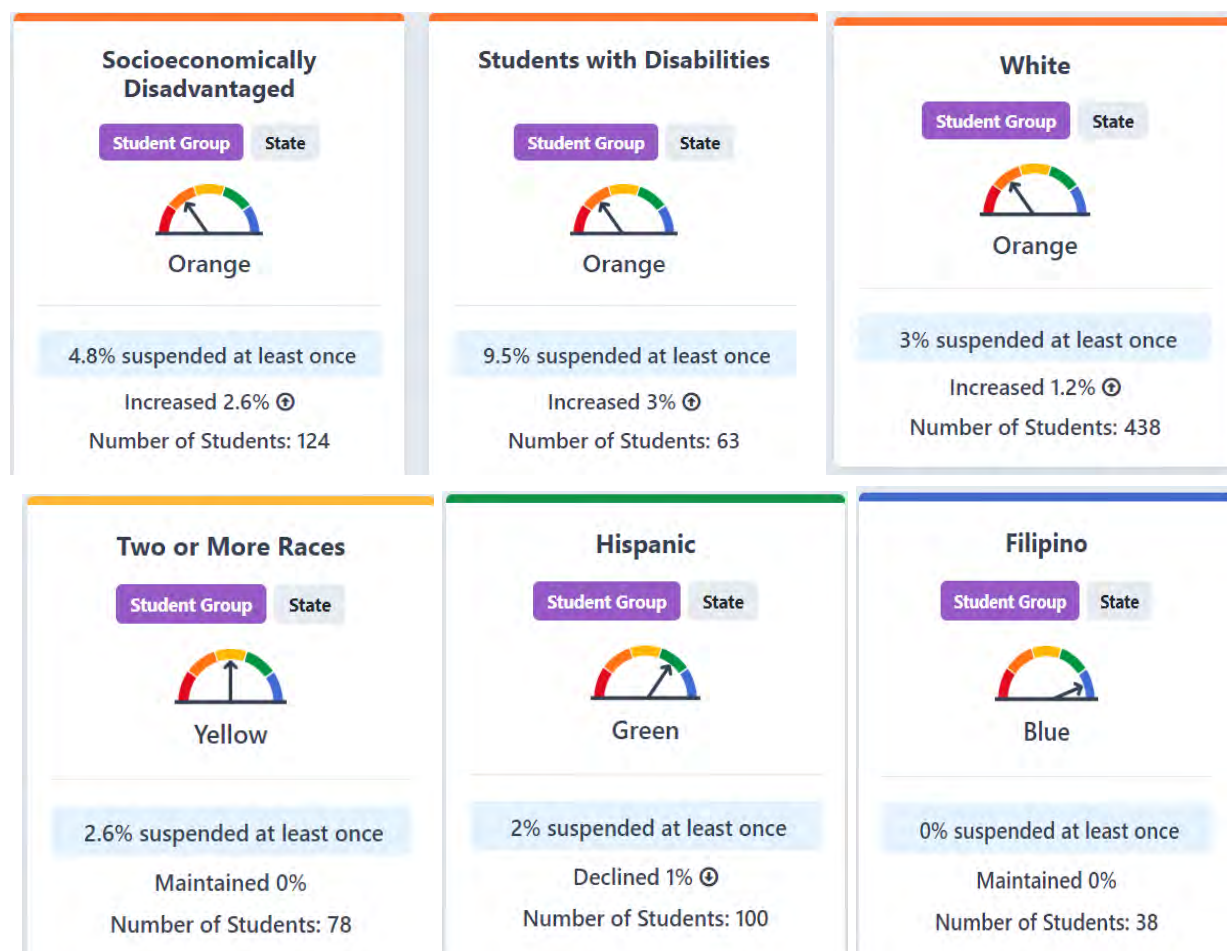 Socioeconomically
Disadvantaged
Student Group State
Orange
4.8% suspended at least once
Increased 2.6%
Number of Students: 124
Students with Disabilities
Student Group State
Orange
9.5% suspended at least once
Increased 3%
Number of Students: 63
White
Student Group State
Orange
3% suspended at least once
Increased 1.2%
Number of Students: 438
Two or More Races
Student Group State
Yellow
2.6% suspended at least once
Maintained 0%
Number of Students: 78
Hispanic
Student Group State
Green
2% suspended at least once
Declined 1%
Number of Students: 100
Filipino
Student Group State
Blue
0% suspended at least once
Maintained 0%
Number of Students: 38